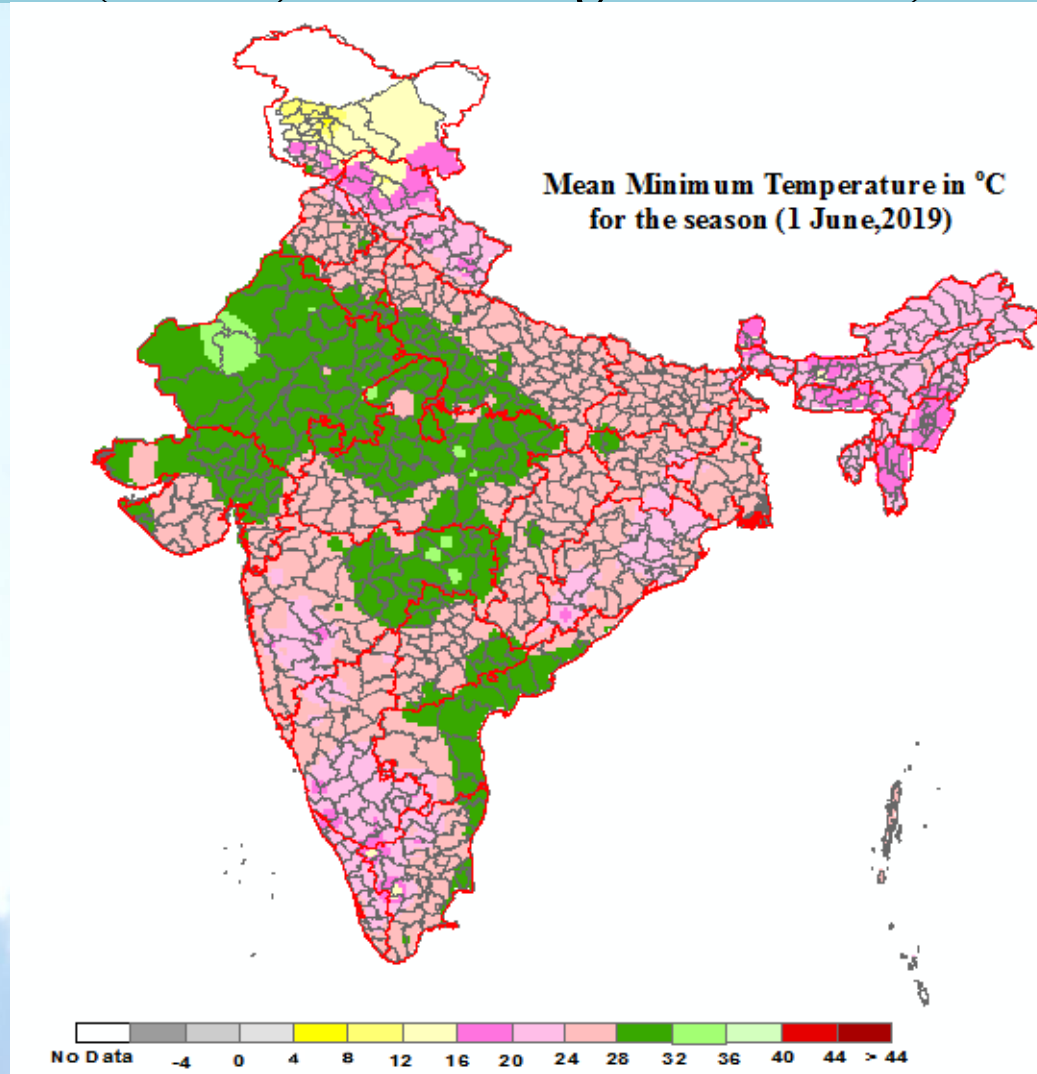 Mean Minimum Temperature in °C
for the season (1 June,2019)
No Data -4 0 4 8 12 16 20 24 28 32 36 40 44 > 44